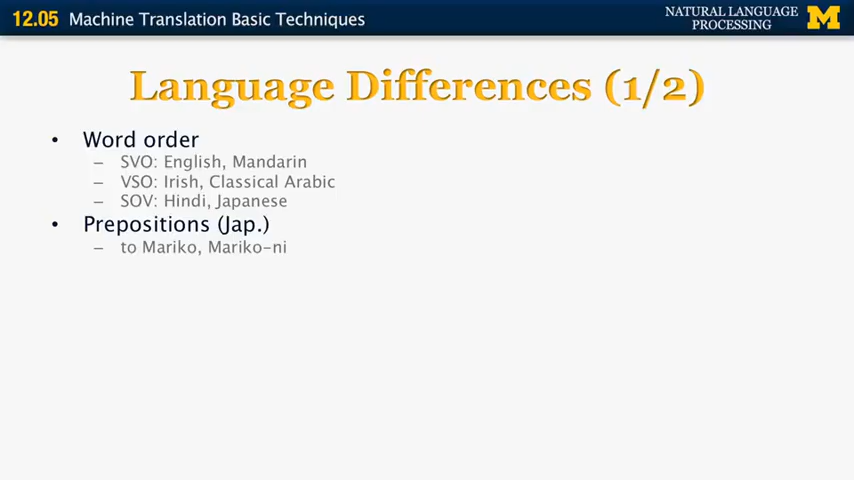 12.05 Machine Translation Basic Techniques
NATURAL LANGUAGE
PROCESSING
M
Language Differences (1/2)
• Word order
– SVO: English, Mandarin
– VSO: Irish, Classical Arabic
– SOV: Hindi, Japanese
• Prepositions (Jap.)
– to Mariko, Mariko-ni